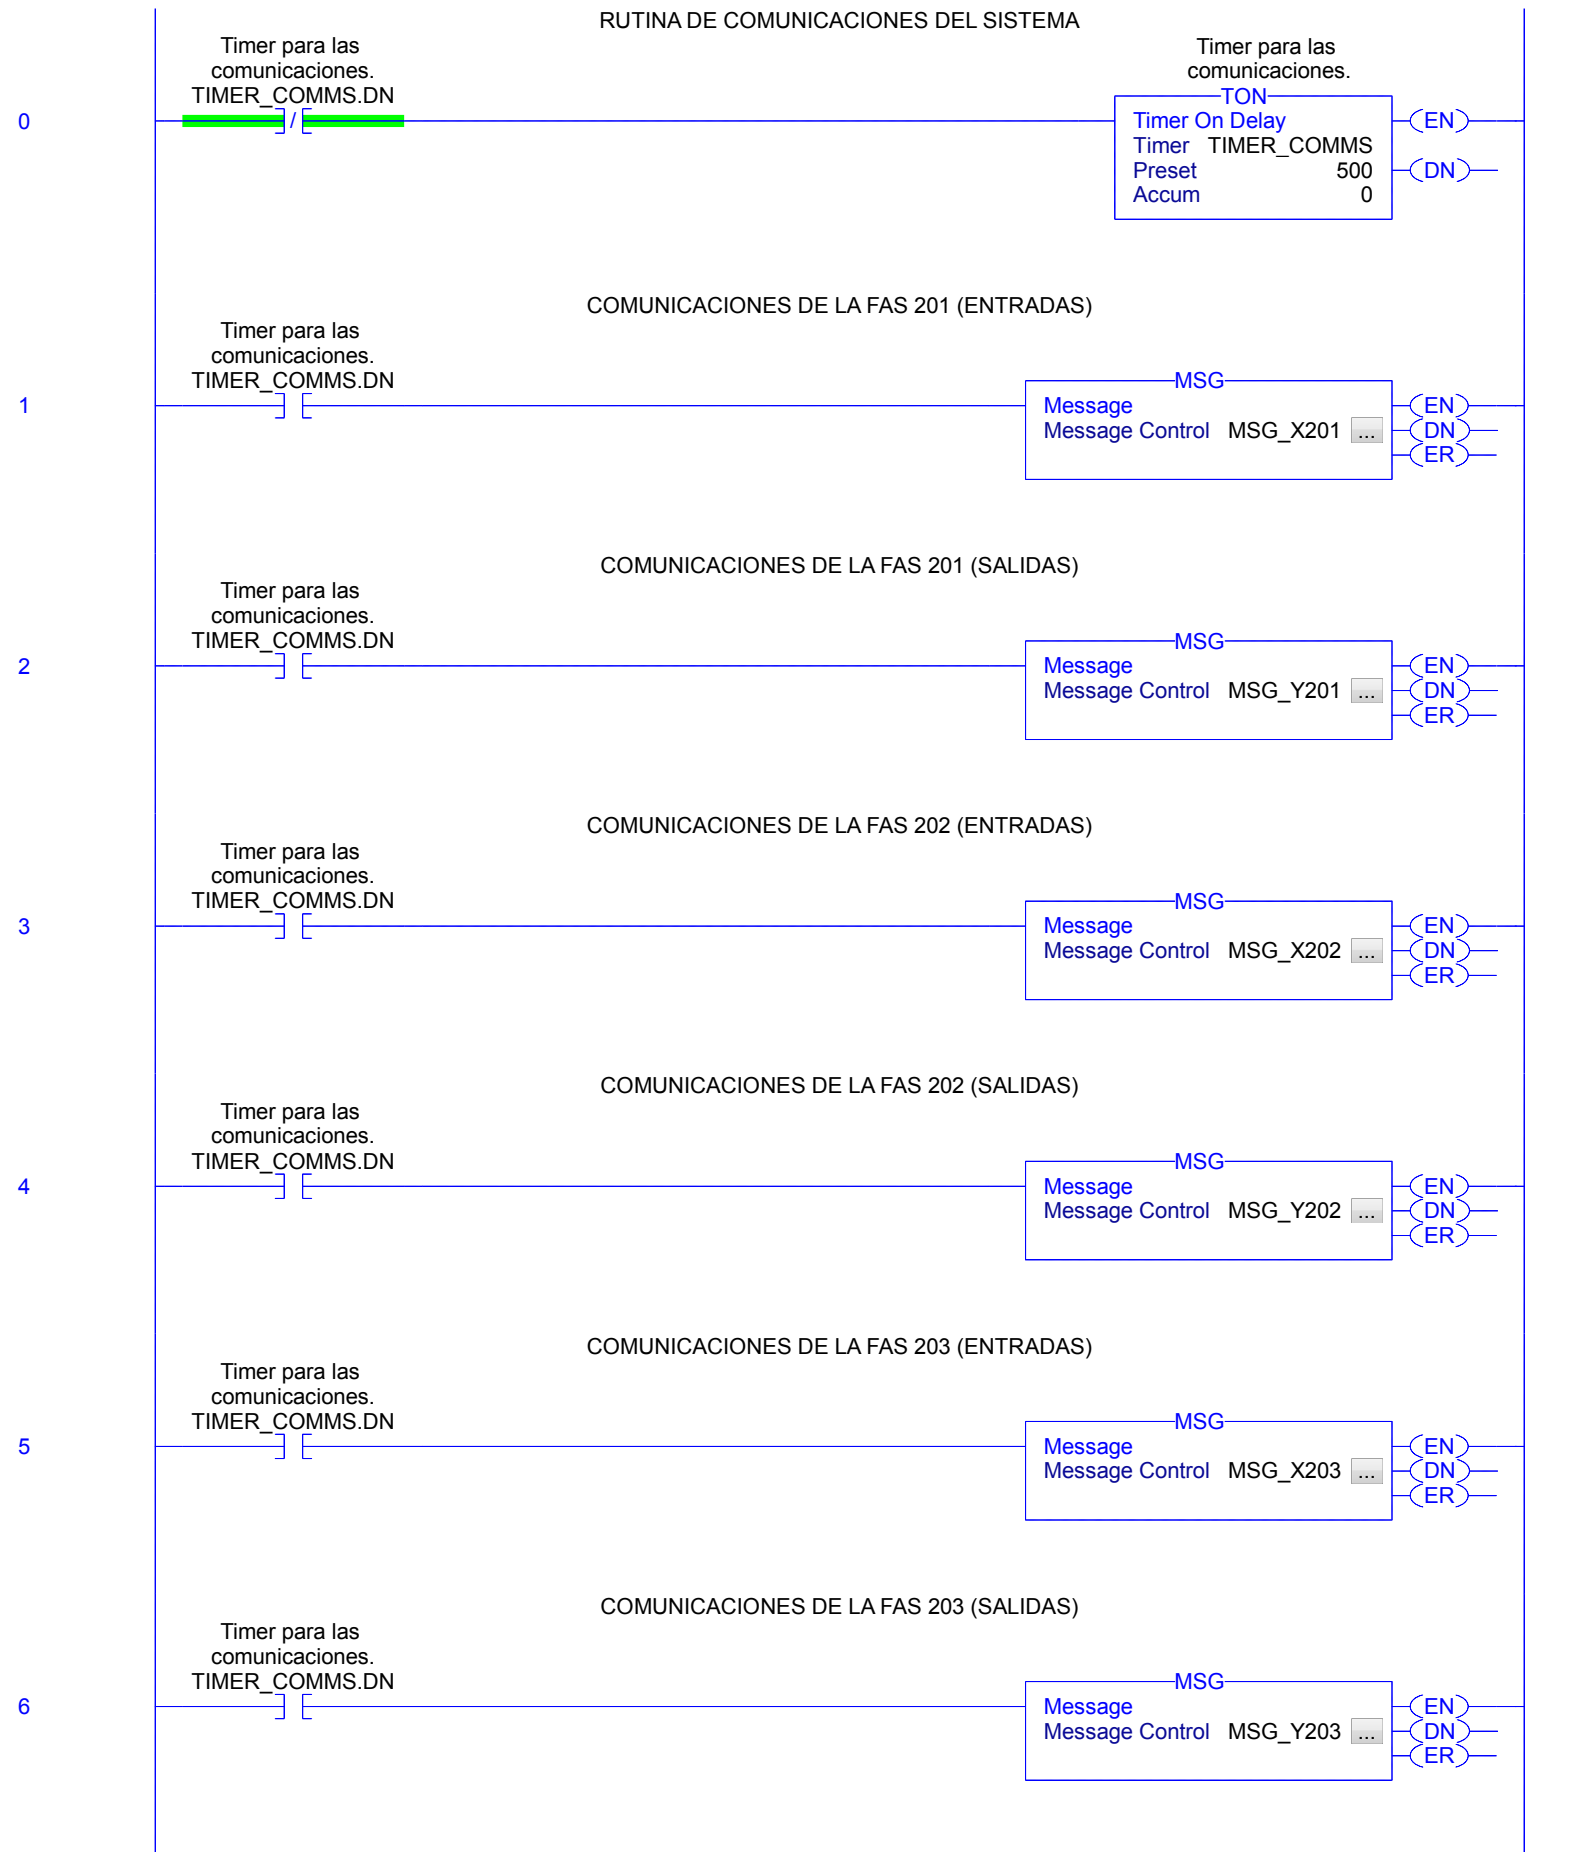 RUTINA DE COMUNICACIONES DEL SISTEMA
Timer para las
comunicaciones.
TIMER_COMMS.DN
Timer para las
comunicaciones.
0
/
TON
Timer On Delay
Timer TIMER_COMMS
Preset 500
Accum 0
EN
DN
COMUNICACIONES DE LA FAS 201 (ENTRADAS)
Timer para las
comunicaciones.
TIMER_COMMS.DN
1
MSG
Message
Message Control MSG_X201 ...
EN
DN
ER
COMUNICACIONES DE LA FAS 201 (SALIDAS)
Timer para las
comunicaciones.
TIMER_COMMS.DN
2
MSG
Message
Message Control MSG_Y201 ...
EN
DN
ER
COMUNICACIONES DE LA FAS 202 (ENTRADAS)
Timer para las
comunicaciones.
TIMER_COMMS.DN
3
MSG
Message
Message Control MSG_X202 ...
EN
DN
ER
COMUNICACIONES DE LA FAS 202 (SALIDAS)
Timer para las
comunicaciones.
TIMER_COMMS.DN
4
MSG
Message
Message Control MSG_Y202 ...
EN
DN
ER
COMUNICACIONES DE LA FAS 203 (ENTRADAS)
Timer para las
comunicaciones.
TIMER_COMMS.DN
5
MSG
Message
Message Control MSG_X203 ...
EN
DN
ER
COMUNICACIONES DE LA FAS 203 (SALIDAS)
Timer para las
comunicaciones.
TIMER_COMMS.DN
6
MSG
Message
Message Control MSG_Y203 ...
EN
DN
ER